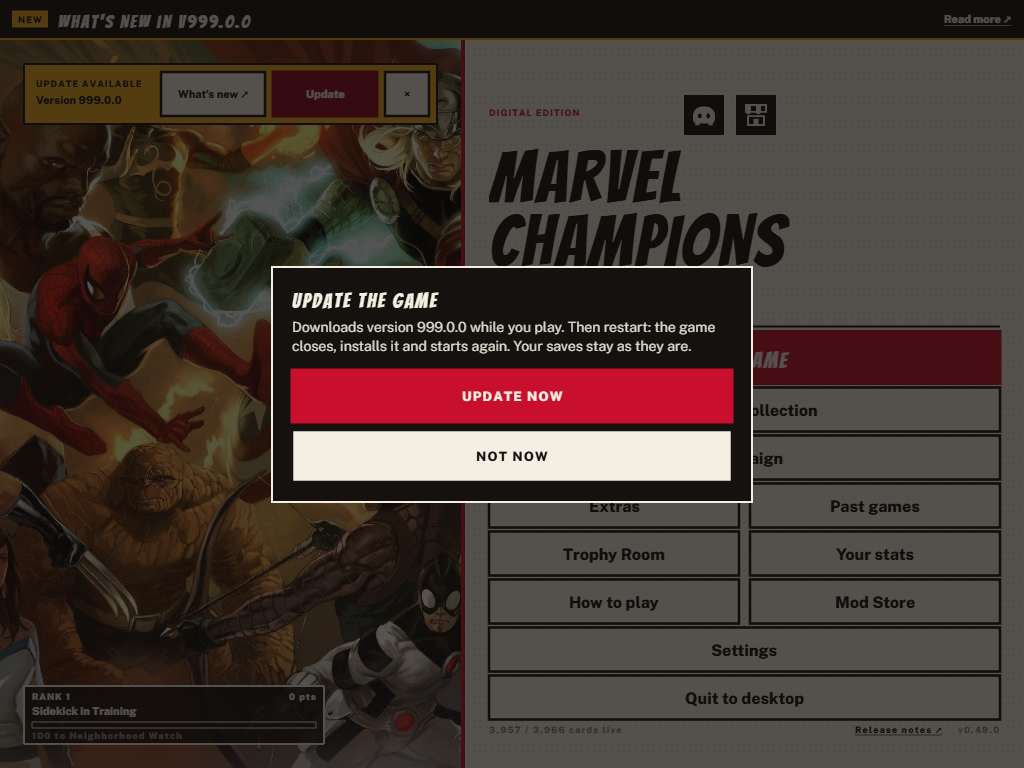 NEW WHAT'S NEW IN V999.0.0
Read more ↗
UPDATE AVAILABLE
Version 999.0.0
What's new ↗
Update
×
DIGITAL EDITION
MARVEL
CHAMPIONS
UPDATE THE GAME
Downloads version 999.0.0 while you play. Then restart: the game
closes, installs it and starts again. Your saves stay as they are.
UPDATE NOW
NOT NOW
Extras
Past games
Trophy Room
Your stats
How to play
Mod Store
Settings
Quit to desktop
RANK 1
0 pts
Sidekick in Training
100 to Neighborhood Watch
3,957 / 3,966 cards live
Release notes ↗
v0.49.0